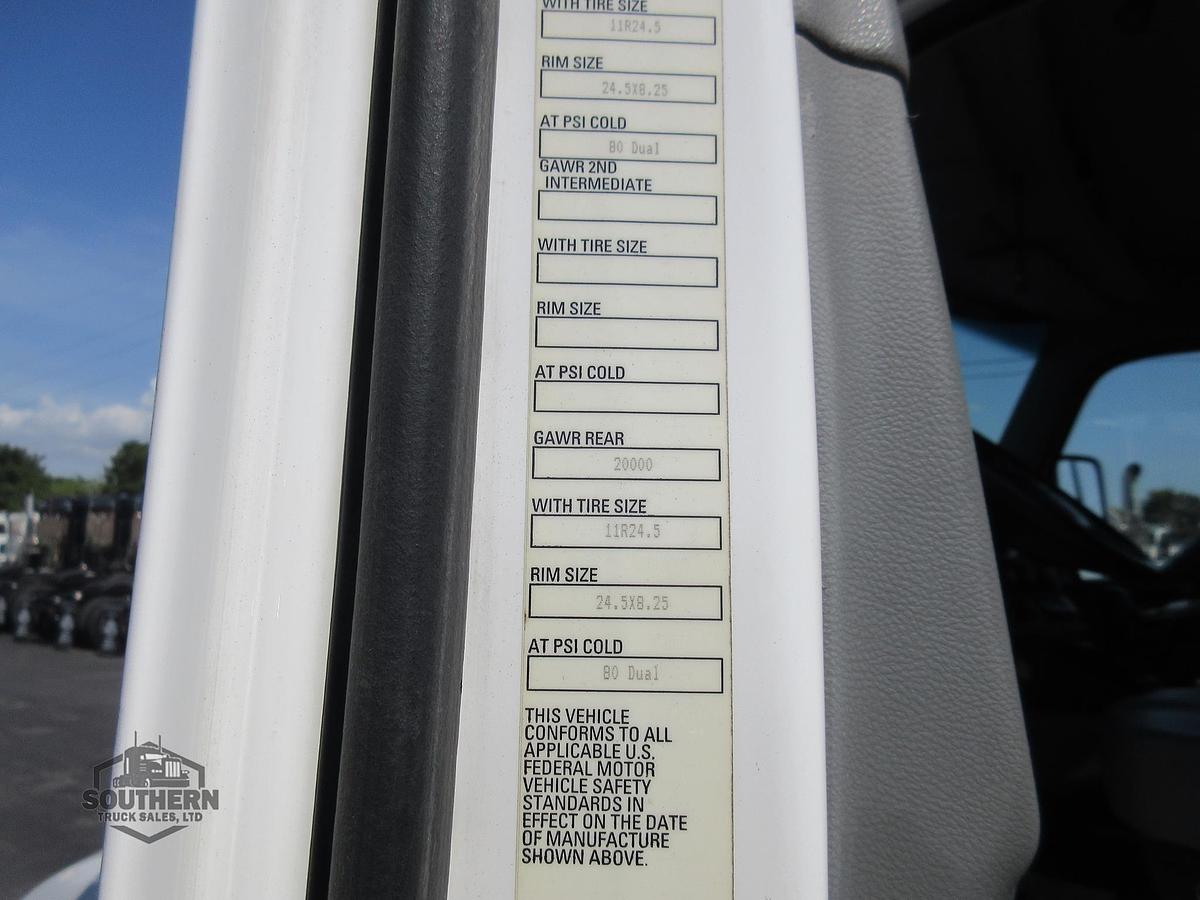 WITH TIRE SIZE
11R24.5
RIM SIZE
24.5X8.25
AT PSI COLD
80 Dual
GAWR 2ND
INTERMEDIATE
WITH TIRE SIZE
RIM SIZE
AT PSI COLD
GAWR REAR
20000
WITH TIRE SIZE
11R24.5
RIM SIZE
24.5X8.25
AT PSI COLD
80 Dual
THIS VEHICLE
CONFORMS TO ALL
APPLICABLE U.S.
FEDERAL MOTOR
VEHICLE SAFETY
STANDARDS IN
EFFECT ON THE DATE
OF MANUFACTURE
SHOWN ABOVE.
SOUTHERN
TRUCK SALES, LTD